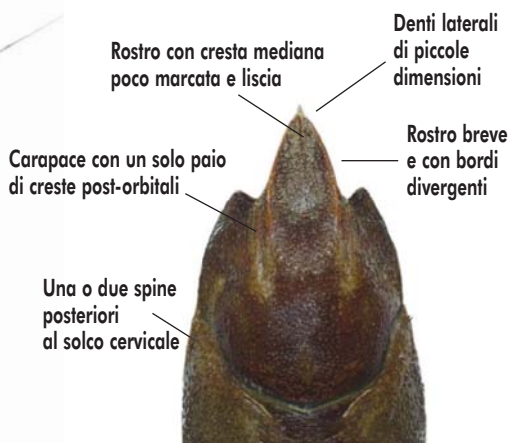 Denti laterali
di piccole
dimensioni
Rostro con cresta mediana
poco marcata e liscia
Rostro breve
e con bordi
divergenti
Carapace con un solo paio
di creste post-orbitali
Una o due spine
posteriori
al solco cervicale